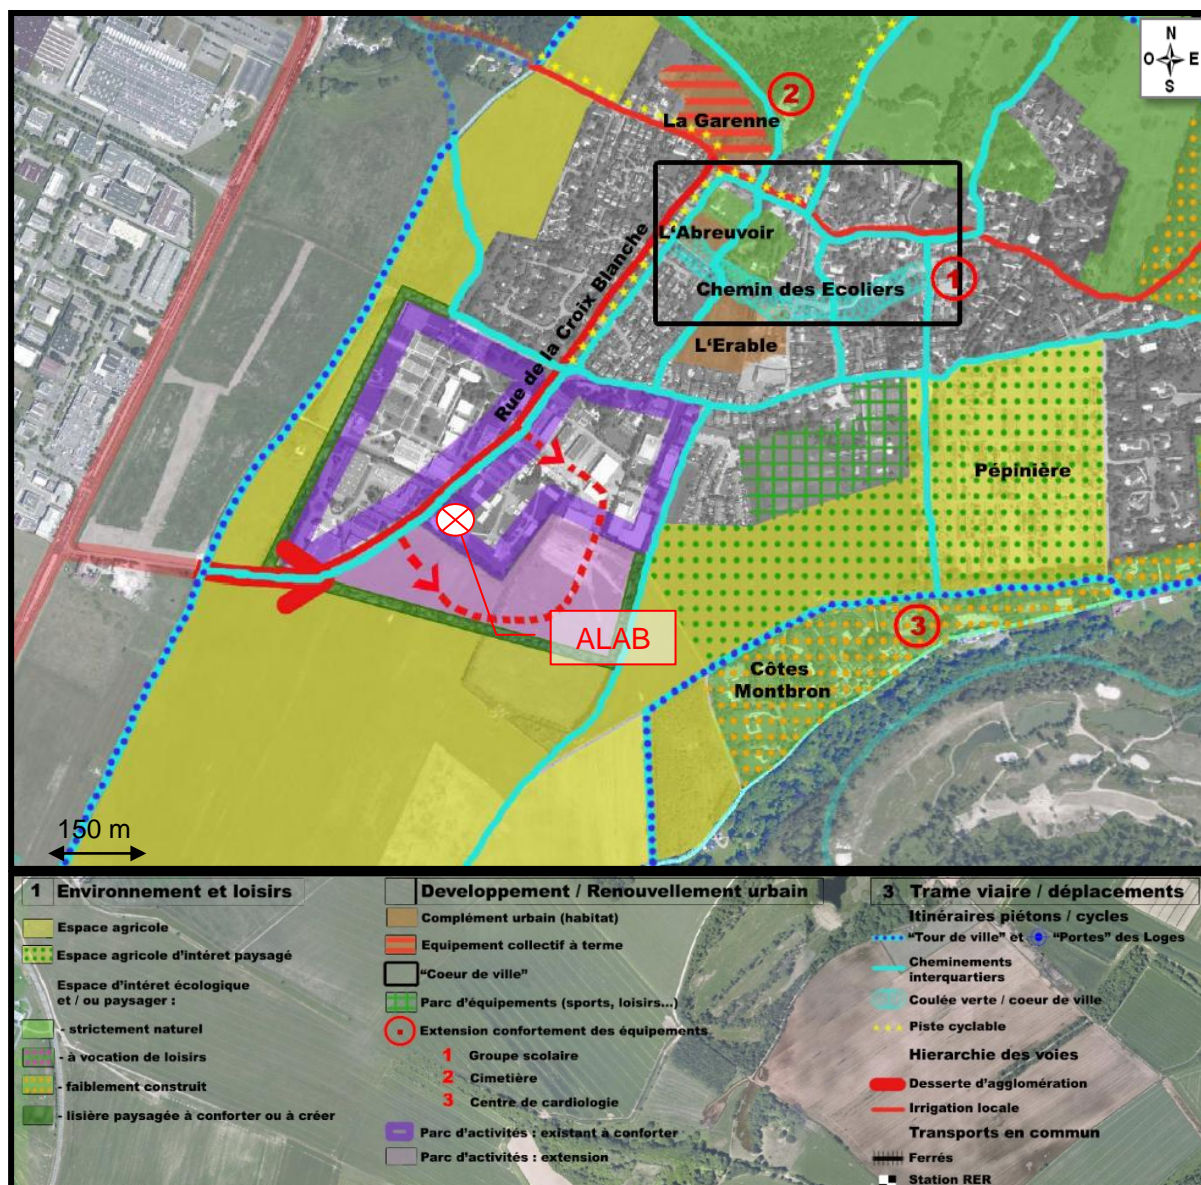 N
O E
S
2
La Garenne
L'Abreuvoir
Rue de la Croix Blanche
Chemin des Ecoliers
1
L'Erable
Pépinière
ALAB
3
Côtes
Montbron
150 m
1 Environnement et loisirs
Espace agricole
Espace agricole d'intéret paysagé
Espace d'intéret écologique
et / ou paysager :
- strictement naturel
- à vocation de loisirs
- faiblement construit
- lisière paysagée à conforter ou à créer
Developpement / Renouvellement urbain
Complément urbain (habitat)
Equipement collectif à terme
"Coeur de ville"
Parc d'équipements (sports, loisirs...)
Extension confortement des équipements
1 Groupe scolaire
2 Cimetière
3 Centre de cardiologie
Parc d'activités : existant à conforter
Parc d'activités : extension
3 Trame viaire / déplacements
Itinéraires piétons / cycles
"Tour de ville" et "Portes" des Loges
Cheminements
interquartiers
Coulée verte / coeur de ville
Piste cyclable
Hierarchie des voies
Desserte d'agglomération
Irrigation locale
Transports en commun
Ferrés
Station RER